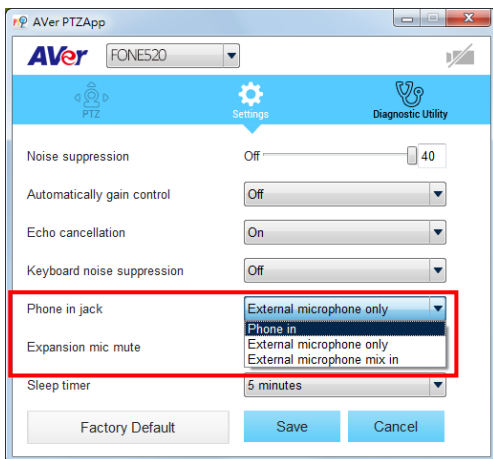 AVer PTZApp
AVer FONE520
PTZ Settings Diagnostic Utility
Noise suppression Off 40
Automatically gain control Off
Echo cancellation On
Keyboard noise suppression Off
Phone in jack External microphone only
Phone in
Expansion mic mute External microphone only
External microphone mix in
Sleep timer 5 minutes
Factory Default Save Cancel